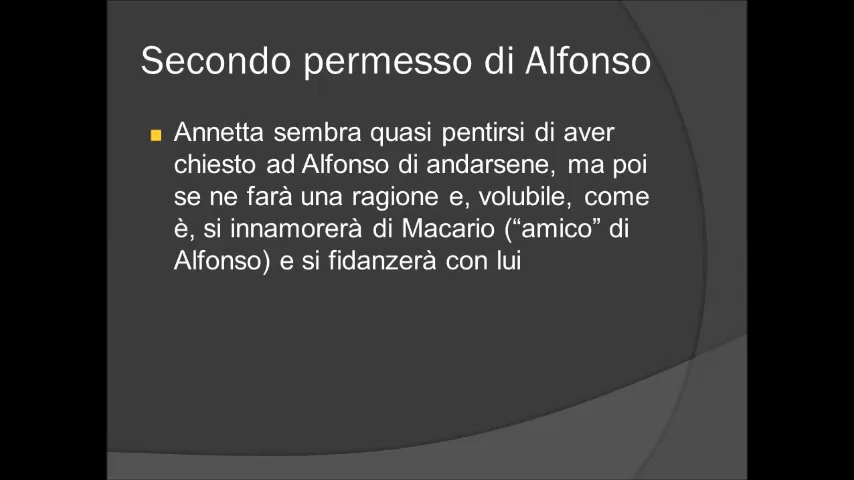 Secondo permesso di Alfonso
Annetta sembra quasi pentirsi di aver
chiesto ad Alfonso di andarsene, ma poi
se ne farà una ragione e, volubile, come
è, si innamorerà di Macario (“amico” di
Alfonso) e si fidanzerà con lui